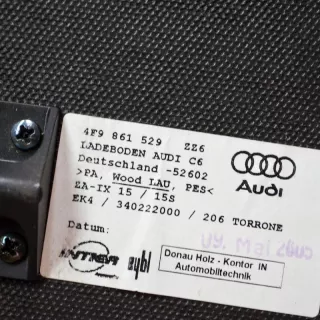 4F9 861 529 ZZ6
LADEBODEN AUDI C6
Deutschland -52602
>PA, Wood LAU, PES<
ZA-IX 15 / 15S
EK4 / 340222000 / 206 TORRONE
Audi
Datum:
Donau Holz - Kontor IN
Automobiltechnik